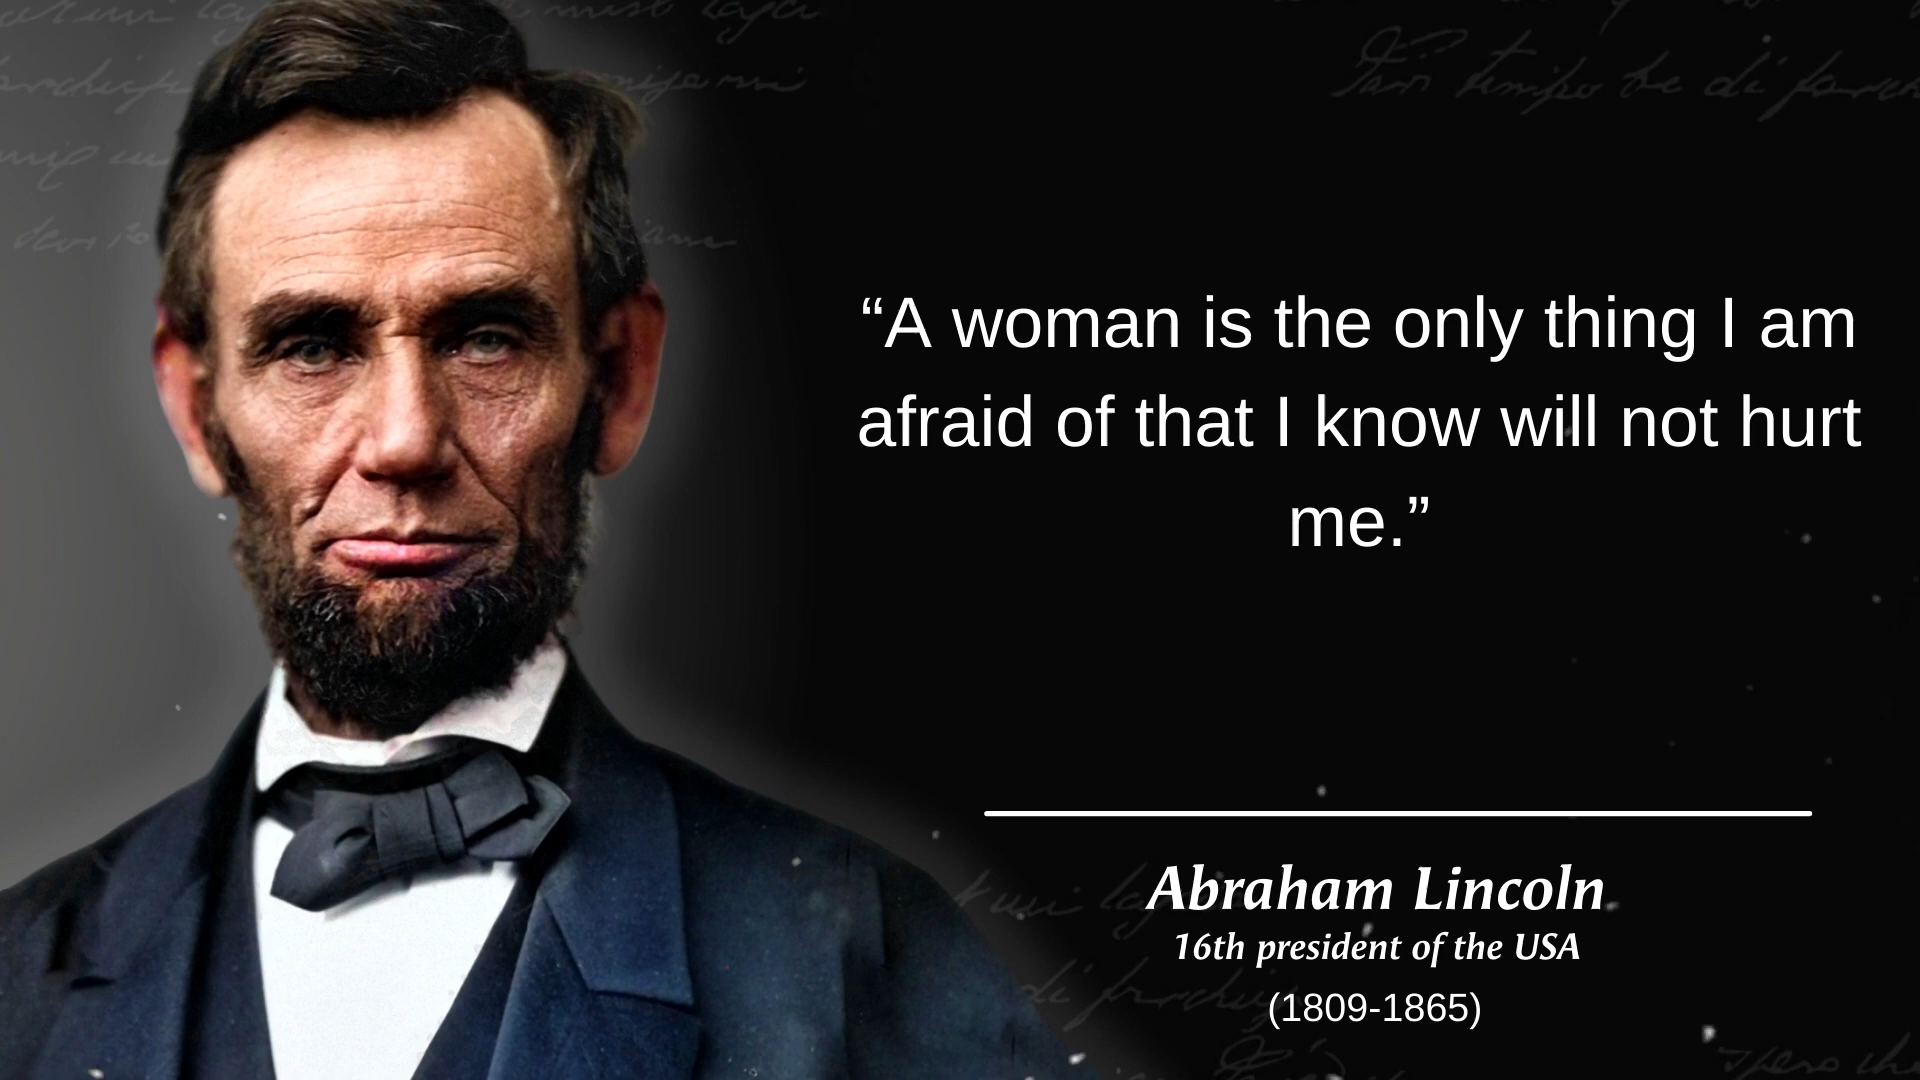 “A woman is the only thing I am
afraid of that I know will not hurt
me.”
Abraham Lincoln
16th president of the USA
(1809-1865)